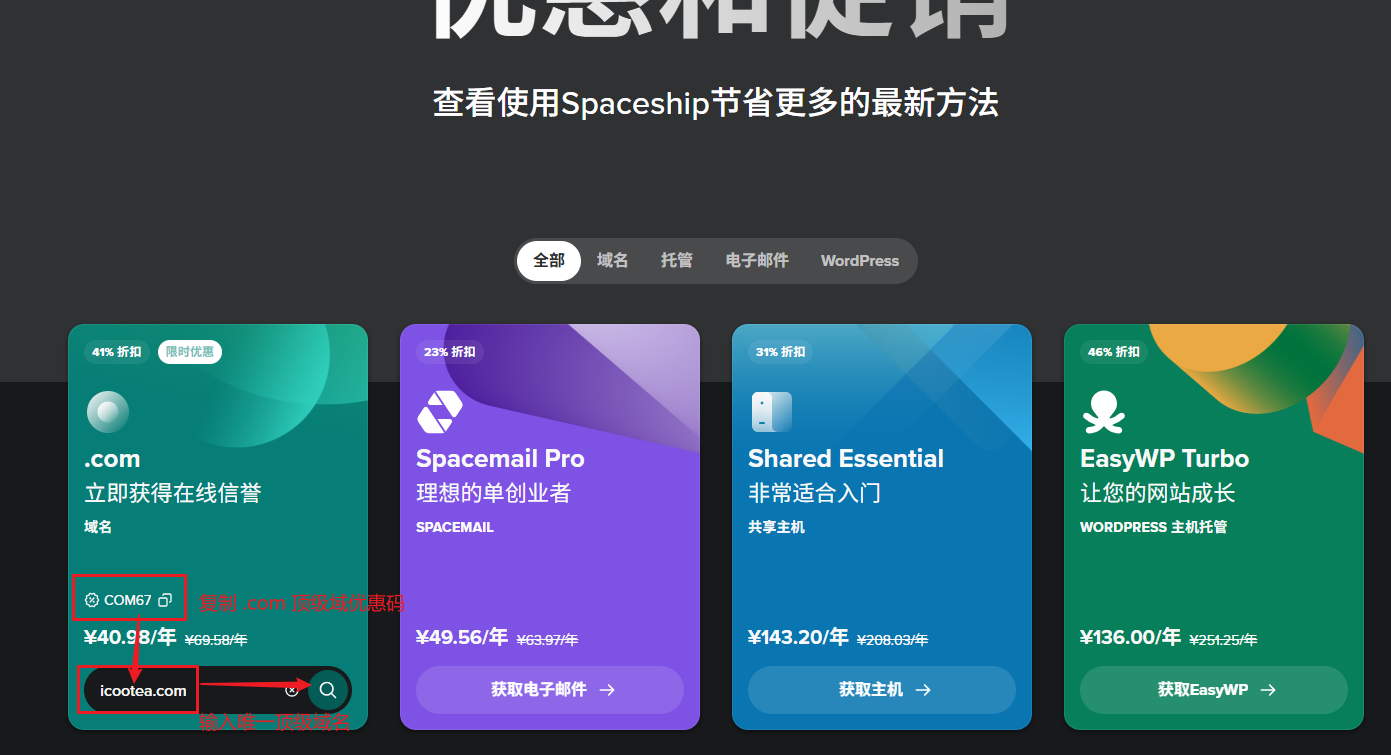 优惠和促销
查看使用Spaceship节省更多的最新方法
全部 域名 托管 电子邮件 WordPress
41% 折扣 限时优惠
.com
立即获得在线信誉
域名
COM67
复制 .com 顶级域优惠码
¥40.98/年 ¥69.58/年
icootea.com
输入唯一顶级域名
23% 折扣
Spacemail Pro
理想的单创业者
SPACEMAIL
¥49.56/年 ¥63.97/年
获取电子邮件
31% 折扣
Shared Essential
非常适合入门
共享主机
¥143.20/年 ¥208.03/年
获取主机
46% 折扣
EasyWP Turbo
让您的网站成长
WORDPRESS 主机托管
¥136.00/年 ¥251.25/年
获取EasyWP